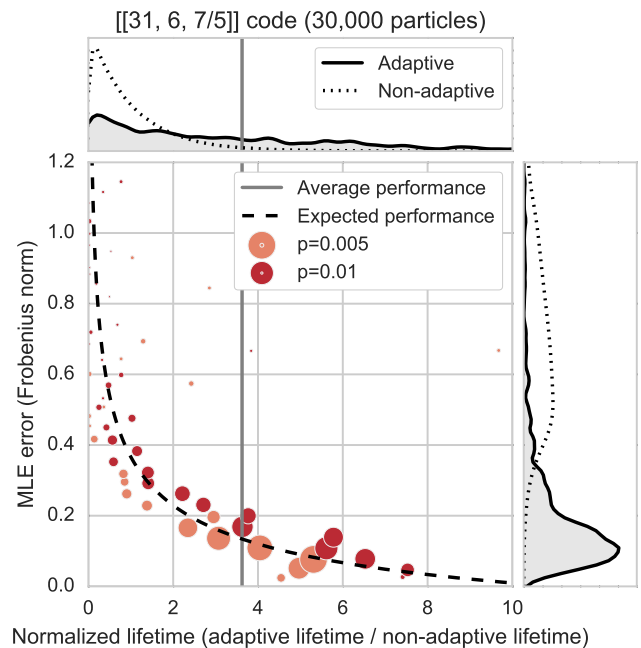 [[31, 6, 7/5]] code (30,000 particles)
Adaptive
Non-adaptive
Average performance
Expected performance
p=0.005
p=0.01
MLE error (Frobenius norm)
1.2
1.0
0.8
0.6
0.4
0.2
0.0
0 2 4 6 8 10
Normalized lifetime (adaptive lifetime / non-adaptive lifetime)